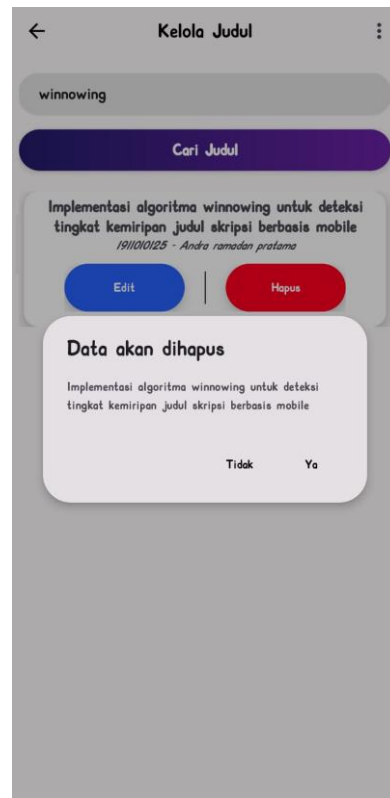 Kelola Judul
winnowing
Cari Judul
Implementasi algoritma winnowing untuk deteksi
tingkat kemiripan judul skripsi berbasis mobile
1911010125 - Andra ramadan pratama
Edit
Hapus
Data akan dihapus
Implementasi algoritma winnowing untuk deteksi
tingkat kemiripan judul skripsi berbasis mobile
Tidak
Ya